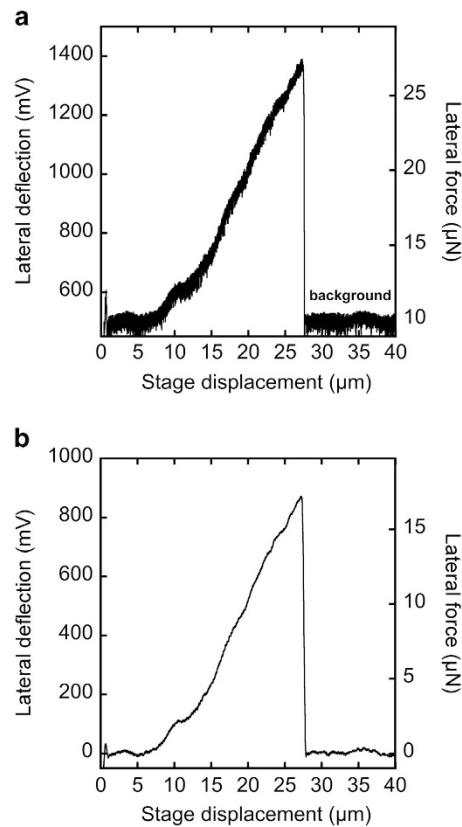 a
1400
1200
1000
800
600
25
20
15
10
Lateral deflection (mV)
Lateral force (μN)
background
0 5 10 15 20 25 30 35 40
Stage displacement (μm)
b
1000
800
600
400
200
0
15
10
5
0
Lateral deflection (mV)
Lateral force (μN)
0 5 10 15 20 25 30 35 40
Stage displacement (μm)